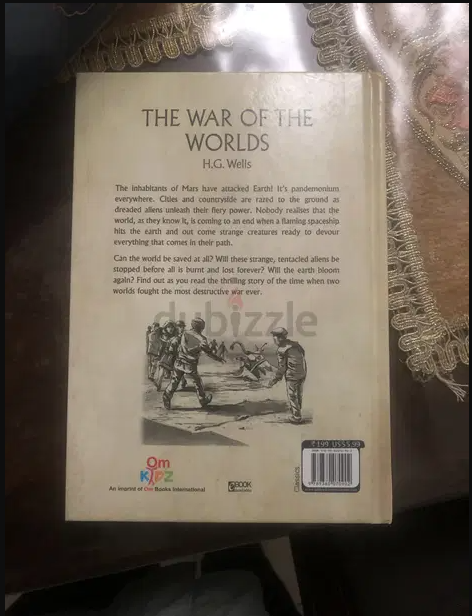 THE WAR OF THE
WORLDS
H.G. Wells
The inhabitants of Mars have attacked Earth! It's pandemonium
everywhere. Cities and countryside are razed to the ground as
dreaded aliens unleash their fiery power. Nobody realises that the
world, as they know it, is coming to an end when a flaming spaceship
hits the earth and out come strange creatures ready to devour
everything that comes in their path.
Can the world be saved at all? Will these strange, tentacled aliens be
stopped before all is burnt and lost forever? Will the earth bloom
again? Find out as you read the thrilling story of the time when two
worlds fought the most destructive war ever.
dubizzle
₹199 US$5.99
Om
KIDZ
An imprint of Om Books International
EBOOK
available
Classics